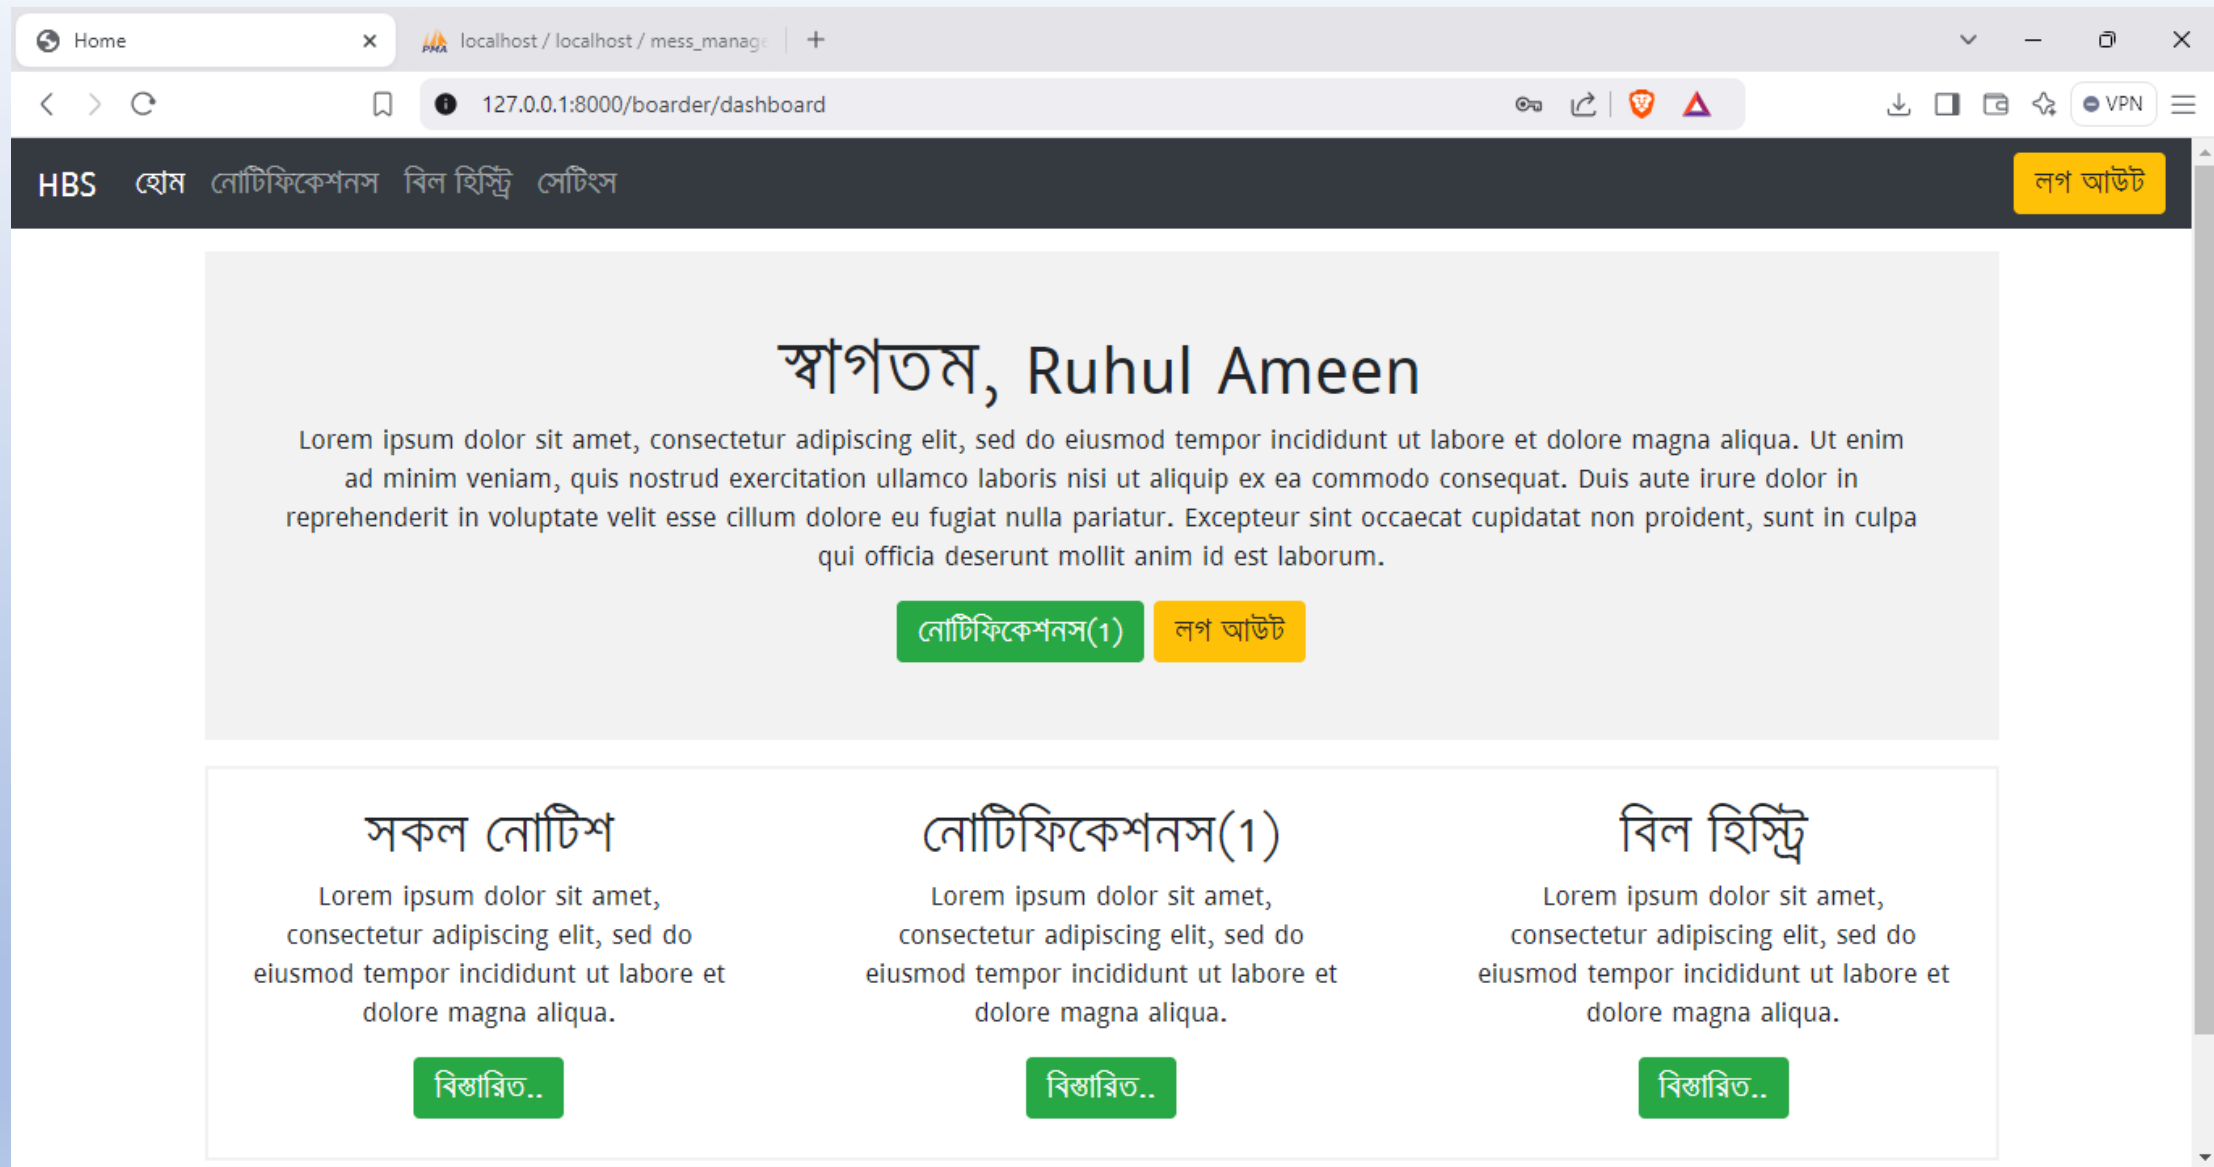 Home
localhost / localhost / mess_manage
127.0.0.1:8000/boarder/dashboard
VPN
HBS হোম নোটিফিকেশনস বিল হিস্ট্রি সেটিংস লগ আউট
স্বাগতম, Ruhul Ameen
Lorem ipsum dolor sit amet, consectetur adipiscing elit, sed do eiusmod tempor incididunt ut labore et dolore magna aliqua. Ut enim
ad minim veniam, quis nostrud exercitation ullamco laboris nisi ut aliquip ex ea commodo consequat. Duis aute irure dolor in
reprehenderit in voluptate velit esse cillum dolore eu fugiat nulla pariatur. Excepteur sint occaecat cupidatat non proident, sunt in culpa
qui officia deserunt mollit anim id est laborum.
নোটিফিকেশনস(1) লগ আউট
সকল নোটিশ
Lorem ipsum dolor sit amet,
consectetur adipiscing elit, sed do
eiusmod tempor incididunt ut labore et
dolore magna aliqua.
বিস্তারিত..
নোটিফিকেশনস(1)
Lorem ipsum dolor sit amet,
consectetur adipiscing elit, sed do
eiusmod tempor incididunt ut labore et
dolore magna aliqua.
বিস্তারিত..
বিল হিস্ট্রি
Lorem ipsum dolor sit amet,
consectetur adipiscing elit, sed do
eiusmod tempor incididunt ut labore et
dolore magna aliqua.
বিস্তারিত..